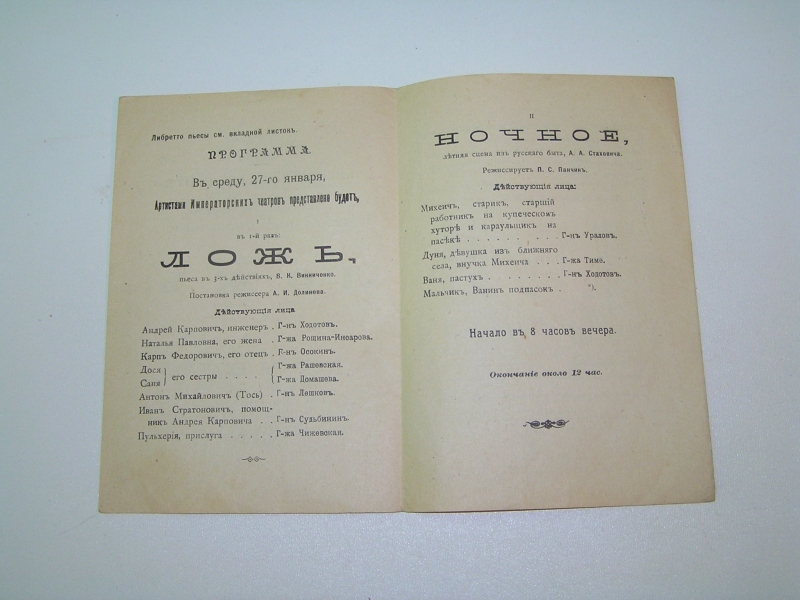 Либретто пьесы см. вкладной листокъ.
ПРОГРАММА.
Въ среду, 27-го января,
Артистами Императорскихъ театровъ представлено будетъ,
I
въ 1-й разъ:
ЛОЖЬ,
пьеса въ 3-хъ дѣйствіяхъ, В. К. Винниченко.
Постановка режиссера А. И. Долинова.
Дѣйствующія лица
Андрей Карповичъ, инженеръ . Г-нъ Ходотовъ.
Наталья Павловна, его жена . Г-жа Рощина-Инсарова.
Карпъ Федоровичъ, его отецъ . Г-нъ Осокинъ.
Дося } его сестры . . . . { Г-жа Рашевская.
Саня Г-жа Домашова.
Антонъ Михайловичъ (Тось) . Г-нъ Лешковъ.
Иванъ Стратоновичъ, помощ-
никъ Андрея Карповича . . Г-нъ Судьбининъ.
Пульхерія, прислуга . . . . . Г-жа Чижевская.
II
НОЧНОЕ,
лѣтняя сцена изъ русскаго быта, А. А. Стаховича.
Режиссируетъ П. С. Панчинъ.
Дѣйствующія лица:
Михеичъ, старикъ, старшій
работникъ на купеческомъ
хуторѣ и караульщикъ на
пасѣкѣ . . . . . . . . . Г-нъ Ураловъ.
Дуня, дѣвушка изъ ближняго
села, внучка Михеича . . . Г-жа Тиме.
Ваня, пастухъ . . . . . . . Г-нъ Ходотовъ.
Мальчикъ, Ванинъ подпасокъ . *).
Начало въ 8 часовъ вечера.
Окончаніе около 12 час.